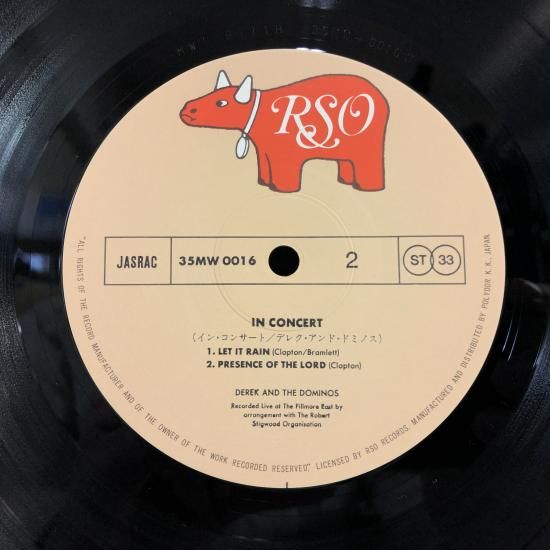 RSO
JASRAC
35MW 0016
2
ST 33
IN CONCERT
(イン・コンサート/デレク・アンド・ドミノス)
1. LET IT RAIN (Clapton/Bramlett)
2. PRESENCE OF THE LORD (Clapton)
DEREK AND THE DOMINOS
Recorded Live at The Fillmore East by
arrangement with The Robert
Stigwood Organisation
"ALL RIGHTS OF THE RECORD MANUFACTURER AND OF THE OWNER OF THE WORK RECORDED RESERVED", LICENSED BY RSO RECORDS. MANUFACTURED AND DISTRIBUTED BY POLYDOR K.K., JAPAN.